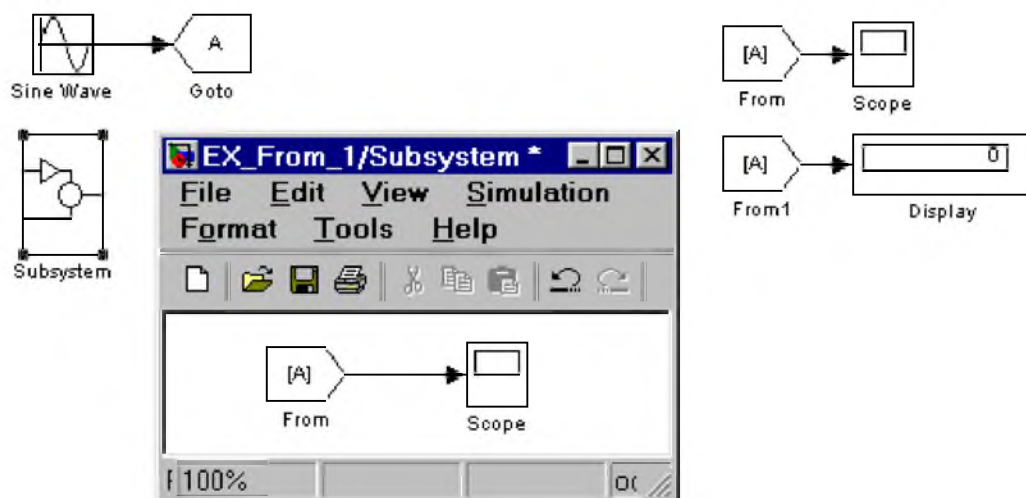 A
Sine Wave
Goto
[A]
From
Scope
Subsystem
EX_From_1/Subsystem *
File Edit View Simulation
Format Tools Help
[A]
From
Scope
100%
[A]
From1
0
Display